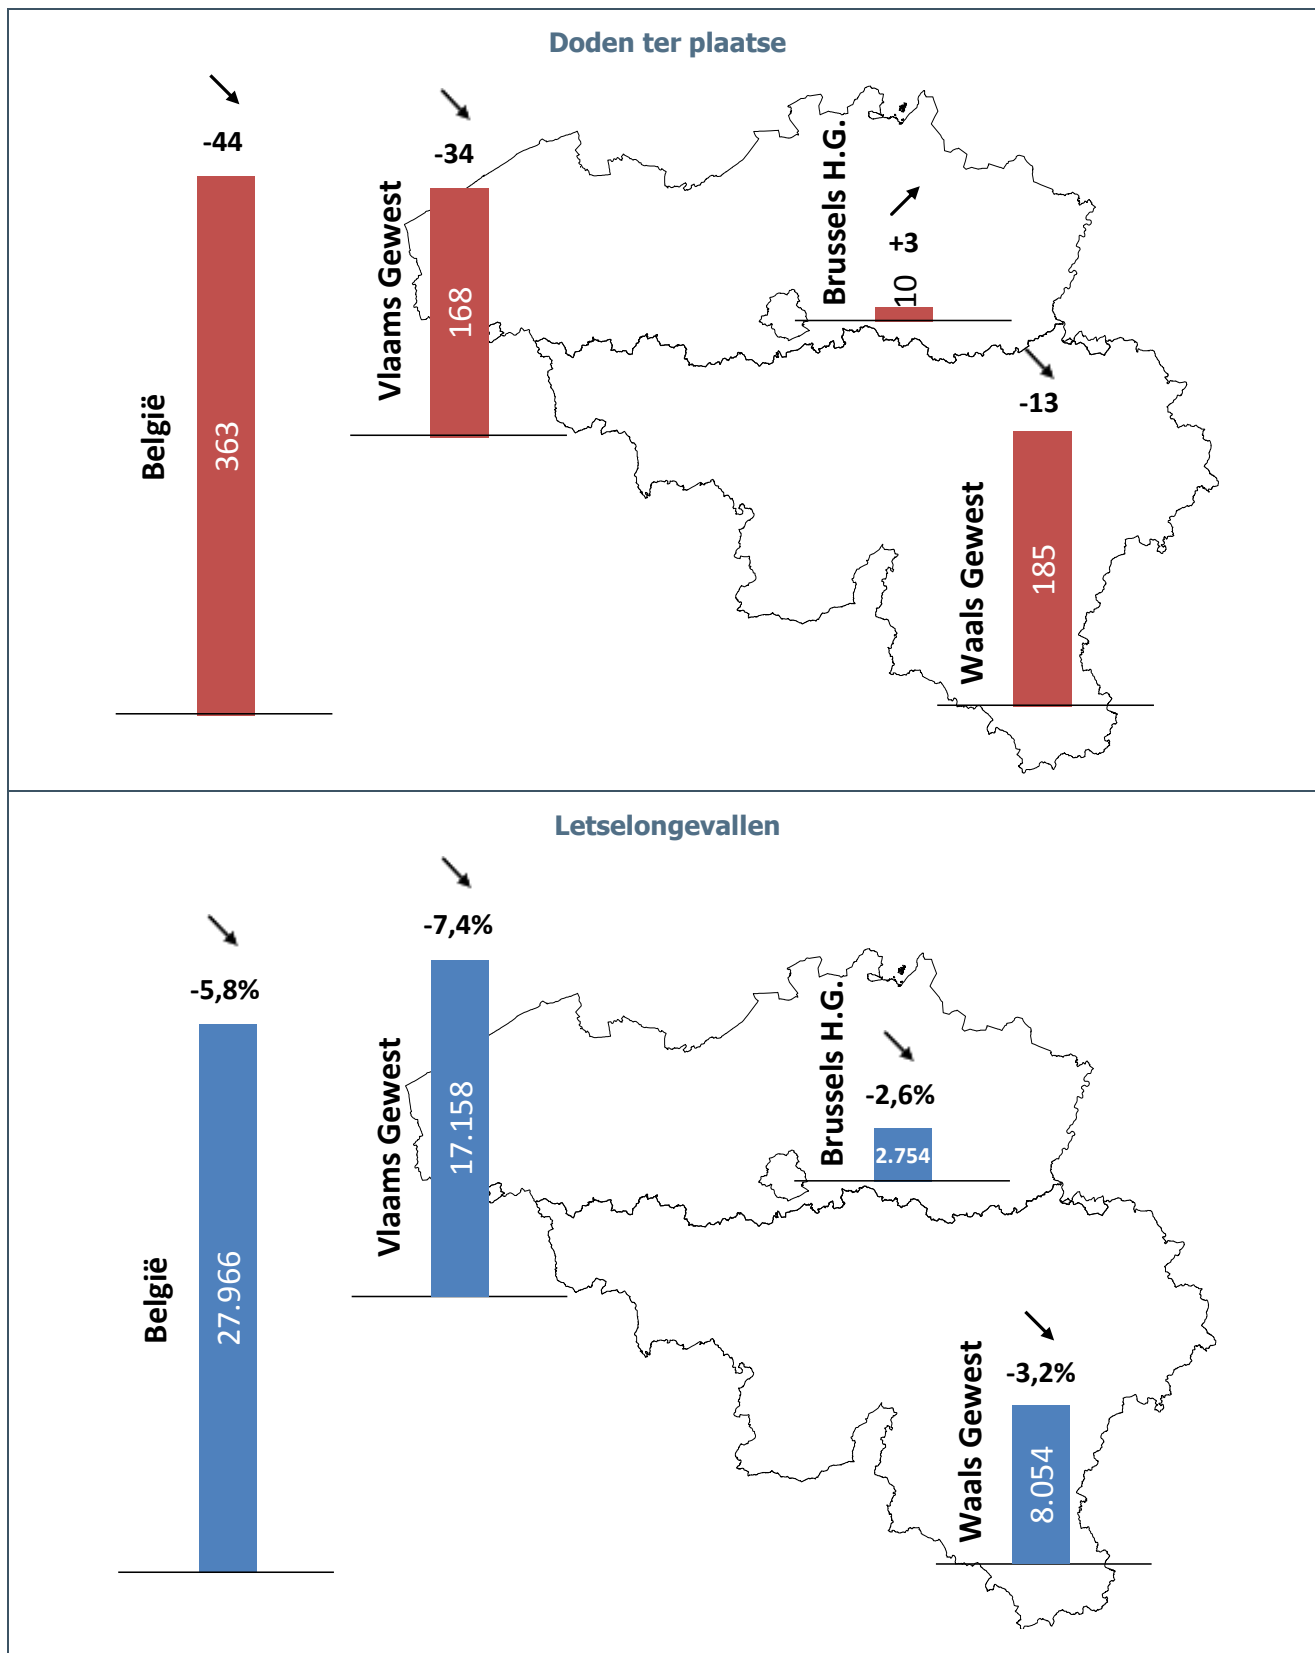 Doden ter plaatse
-44
België
363
-34
Vlaams Gewest
168
Brussels H.G.
+3
10
-13
Waals Gewest
185
Letselongevallen
-5,8%
België
27.966
-7,4%
Vlaams Gewest
17.158
Brussels H.G.
-2,6%
2.754
-3,2%
Waals Gewest
8.054